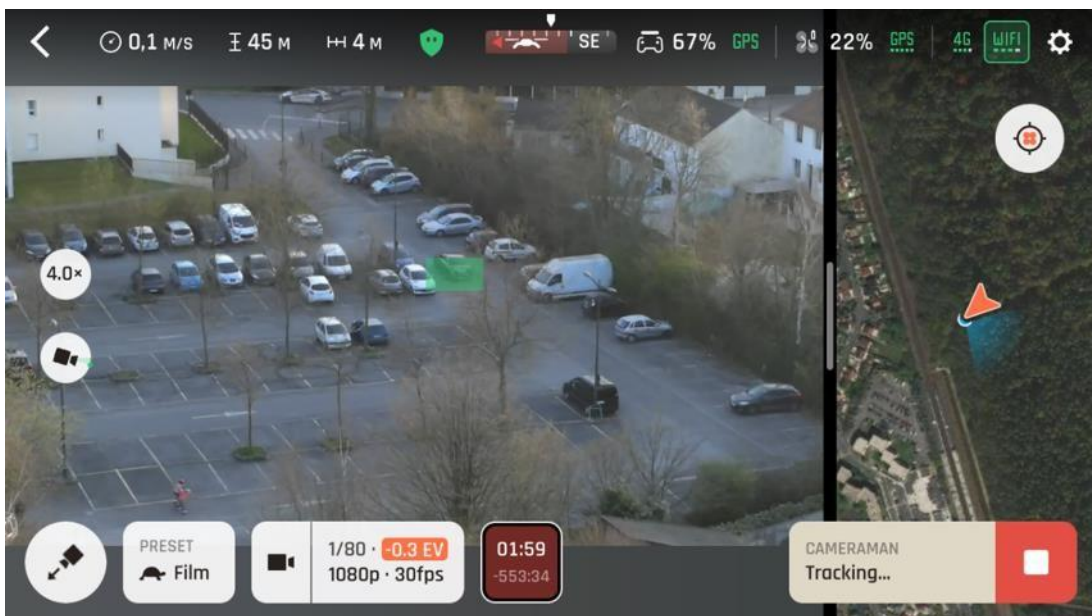 0,1 M/S
45 M
4 M
SE
67% GPS
22% GPS
4G
WIFI
4.0×
PRESET
Film
1/80 · -0.3 EV
1080p · 30fps
01:59
-553:34
CAMERAMAN
Tracking...